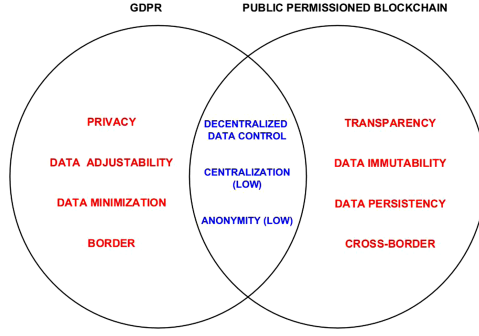 GDPR
PUBLIC PERMISSIONED BLOCKCHAIN
PRIVACY
DATA ADJUSTABILITY
DATA MINIMIZATION
BORDER
DECENTRALIZED
DATA CONTROL
CENTRALIZATION
(LOW)
ANONYMITY (LOW)
TRANSPARENCY
DATA IMMUTABILITY
DATA PERSISTENCY
CROSS-BORDER